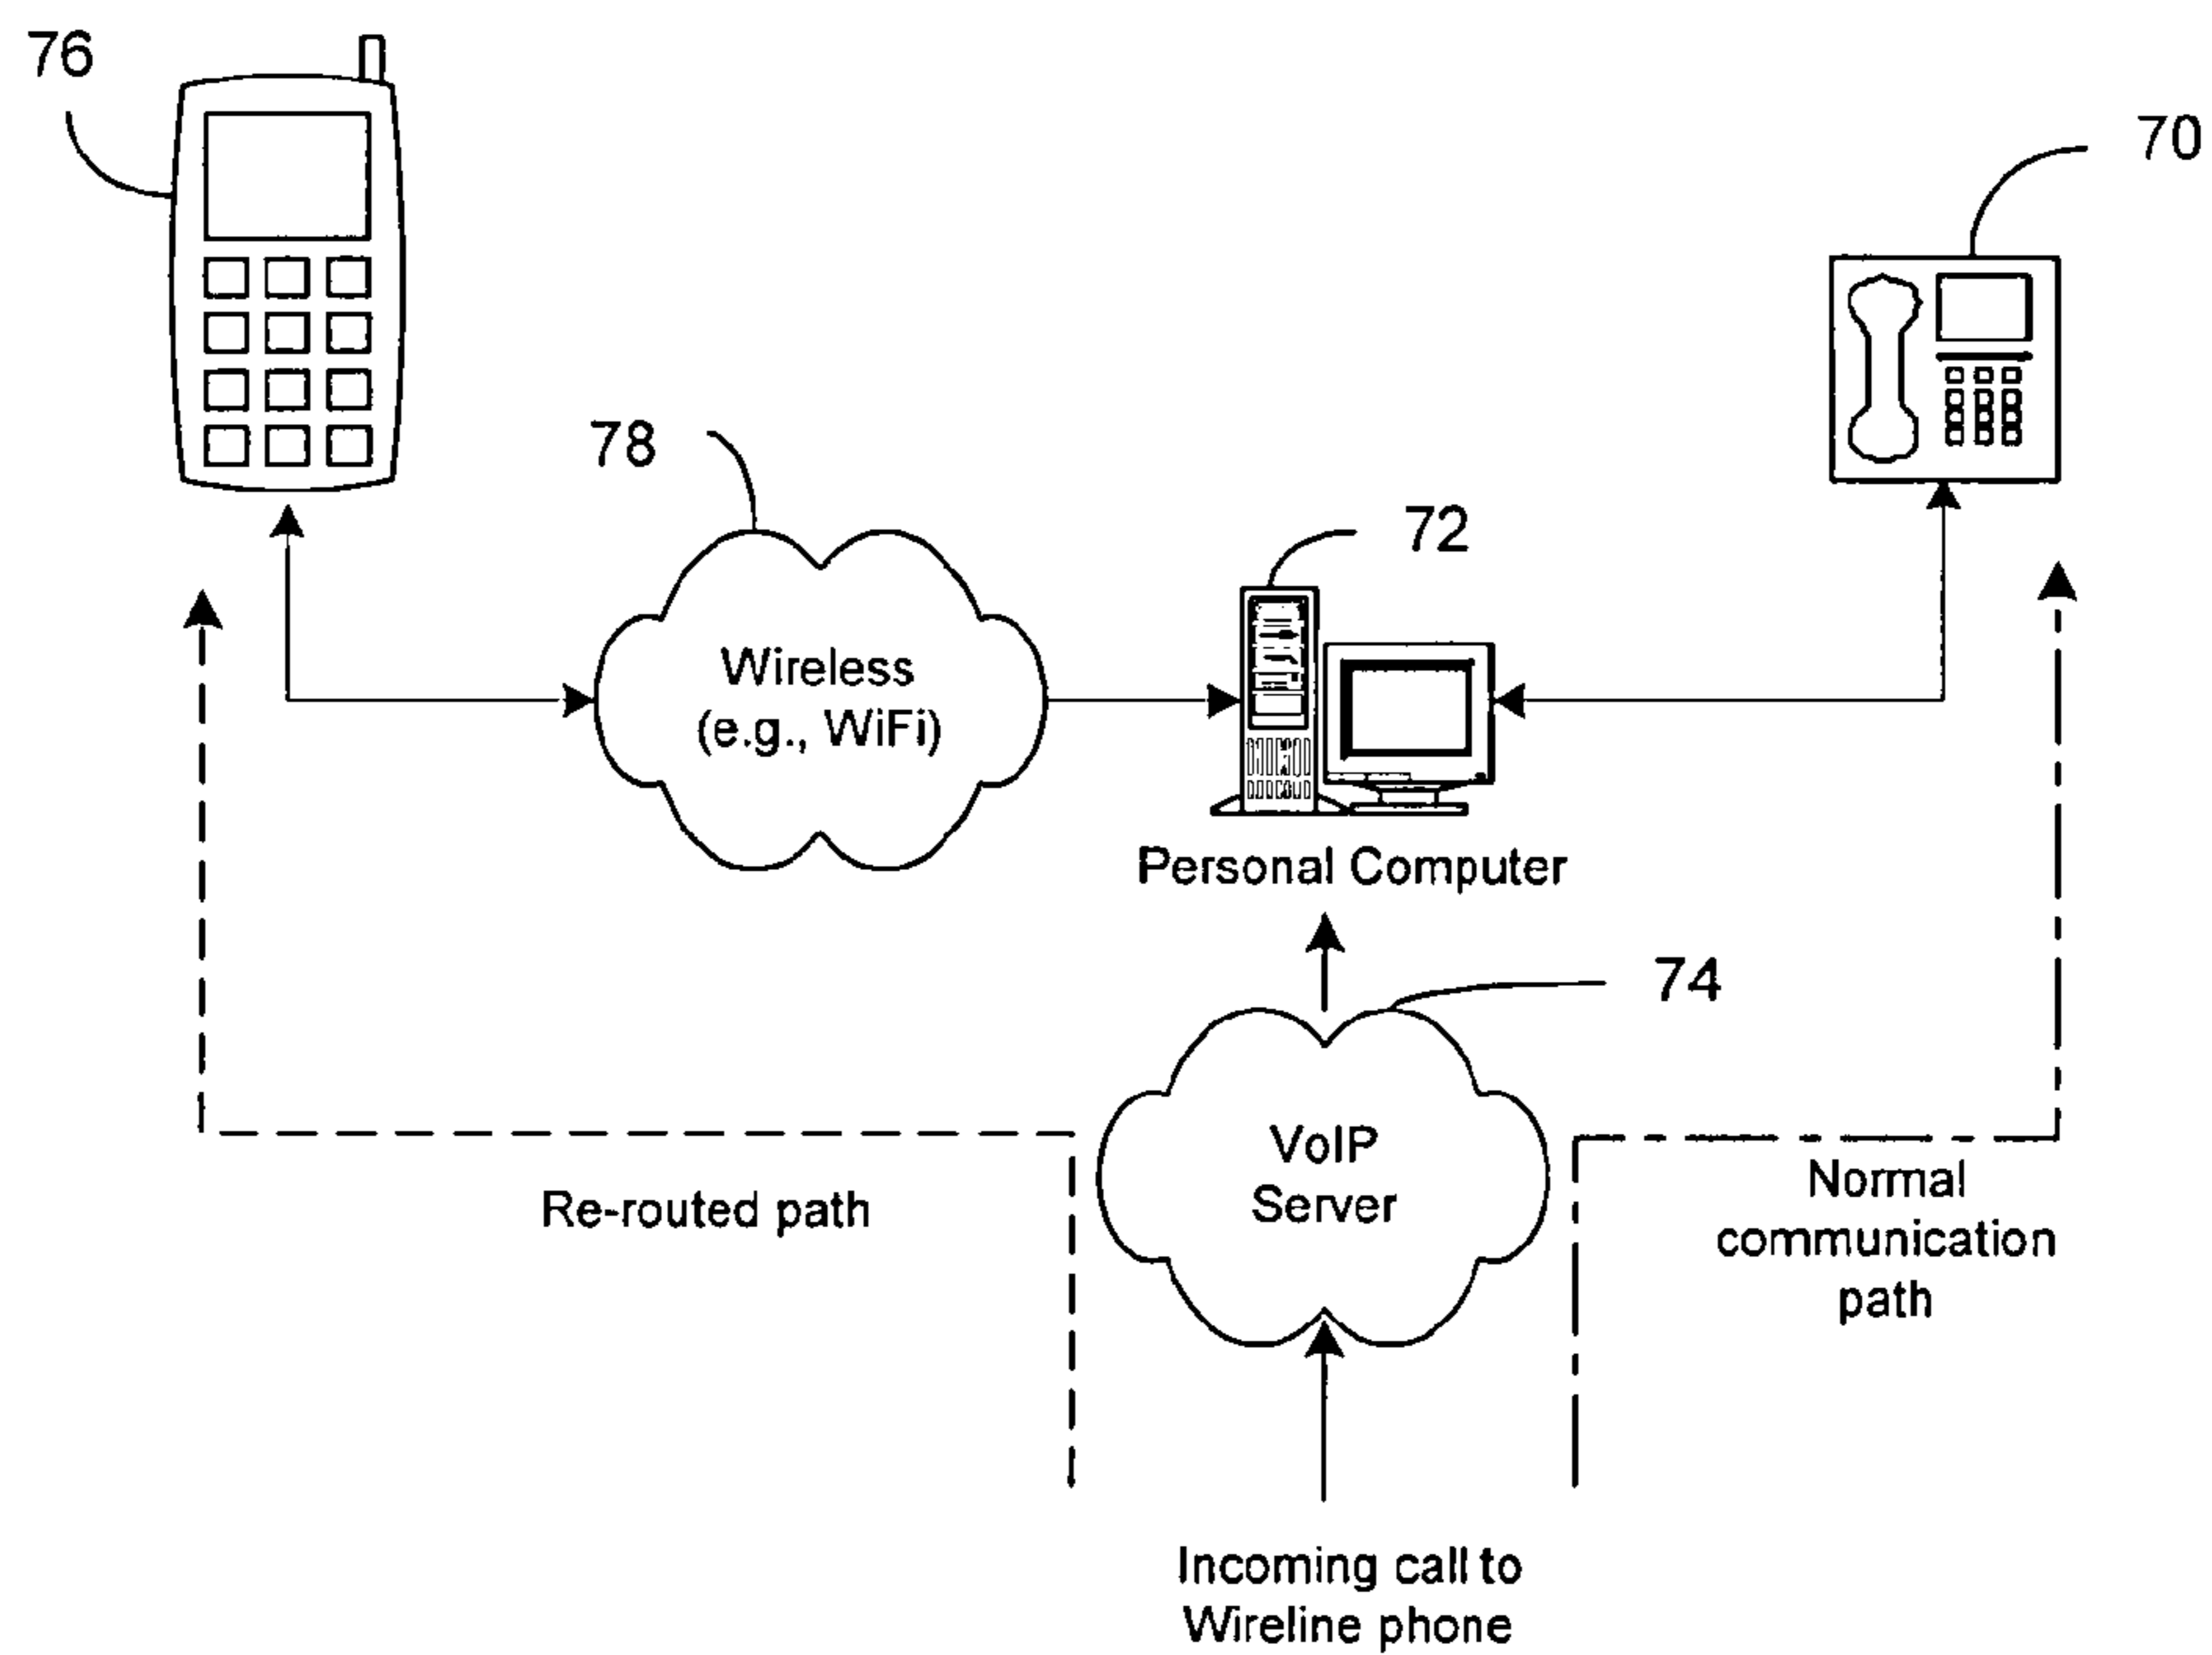 76
70
78
72
Wireless
(e.g., WiFi)
Personal Computer
74
VoIP
Server
Re-routed path
Normal
communication
path
Incoming call to
Wireline phone